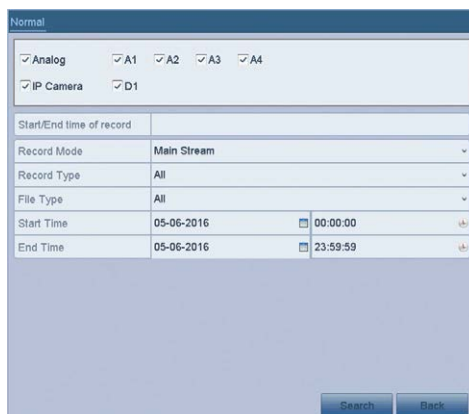 Normal
Analog A1 A2 A3 A4
IP Camera D1
Start/End time of record
Record Mode Main Stream
Record Type All
File Type All
Start Time 05-06-2016 00:00:00
End Time 05-06-2016 23:59:59
Search Back